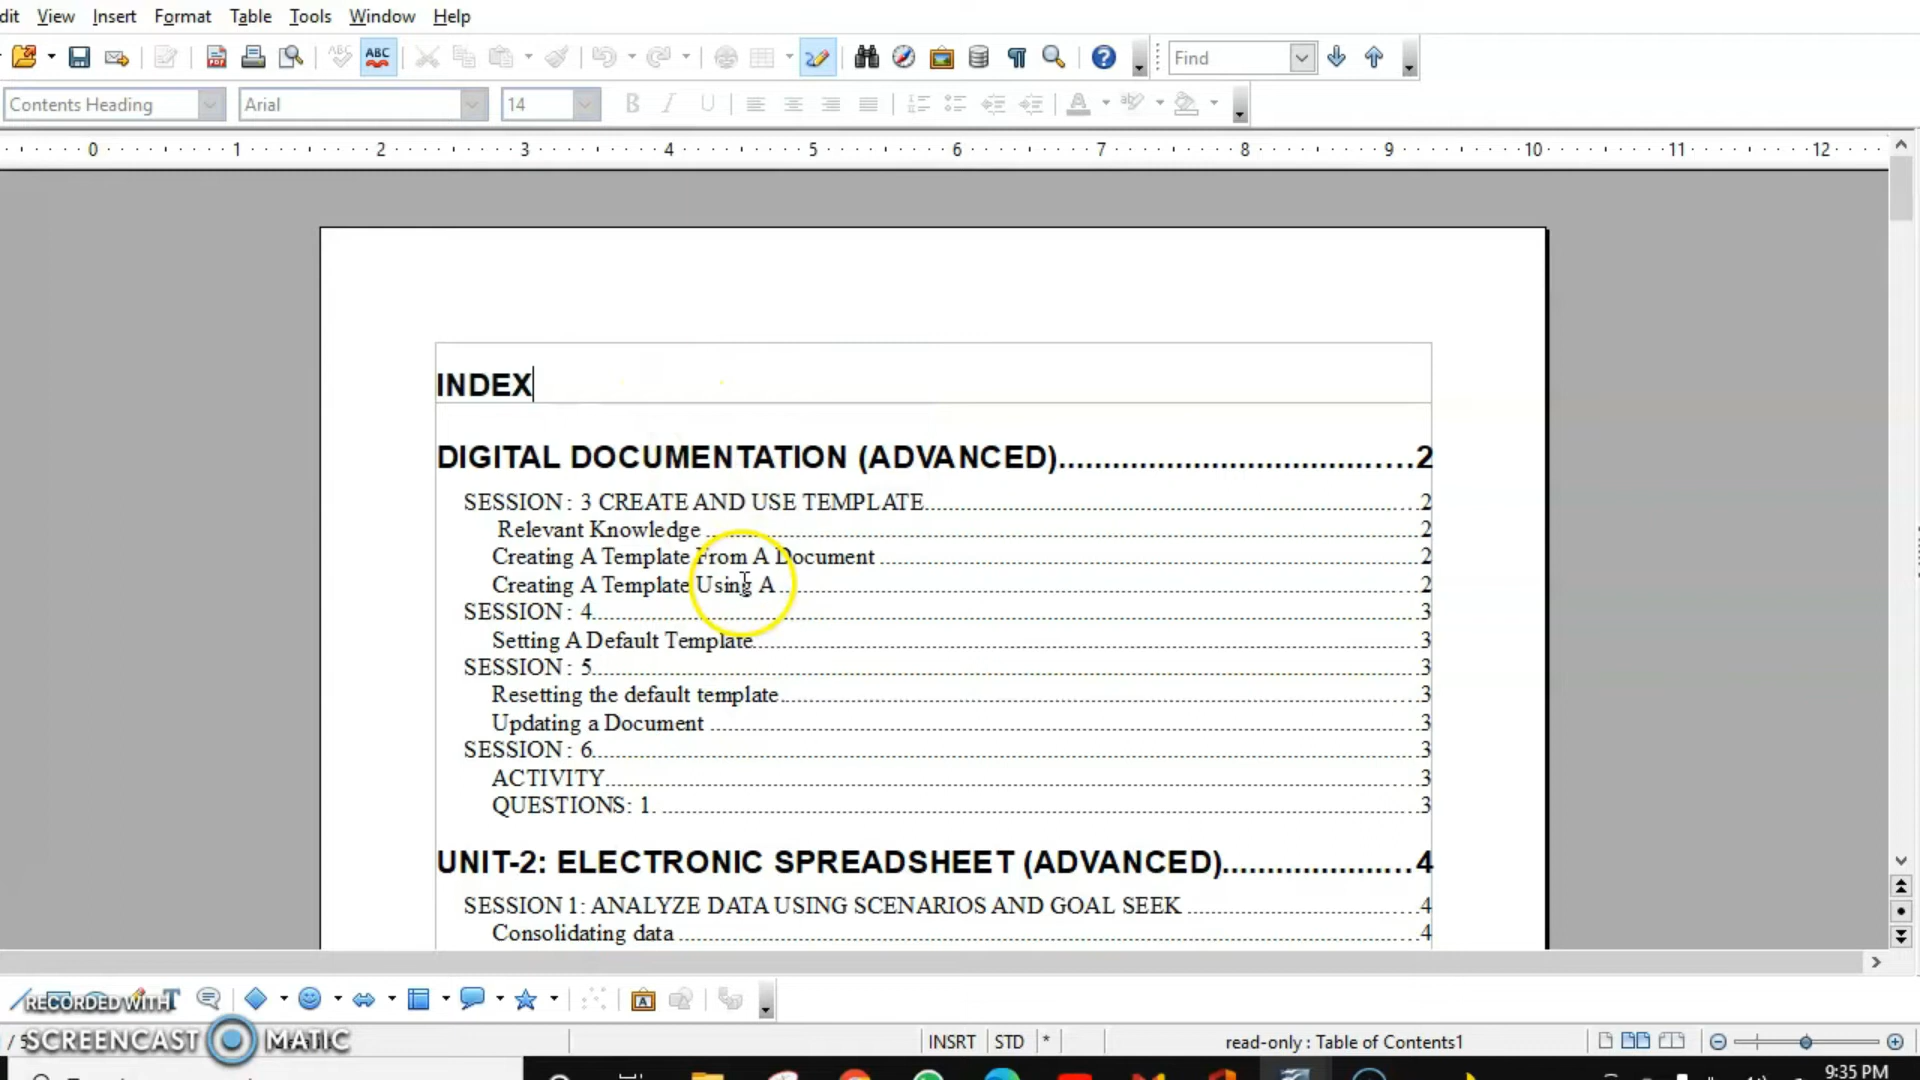 dit View Insert Format Table Tools Window Help
ABC ABC Find
Contents Heading Arial 14 B I U A
0 1 2 3 4 5 6 7 8 9 10 11 12
INDEX
DIGITAL DOCUMENTATION (ADVANCED)..........2
SESSION : 3 CREATE AND USE TEMPLATE..........2
Relevant Knowledge ..........2
Creating A Template From A Document ..........2
Creating A Template Using A ..........2
SESSION : 4..........3
Setting A Default Template..........3
SESSION : 5..........3
Resetting the default template..........3
Updating a Document ..........3
SESSION : 6..........3
ACTIVITY..........3
QUESTIONS: 1. ..........3
UNIT-2: ELECTRONIC SPREADSHEET (ADVANCED)..........4
SESSION 1: ANALYZE DATA USING SCENARIOS AND GOAL SEEK ..........4
Consolidating data ..........4
RECORDED WITH
SCREENCAST MATIC
INSRT STD * read-only : Table of Contents1
9:35 PM